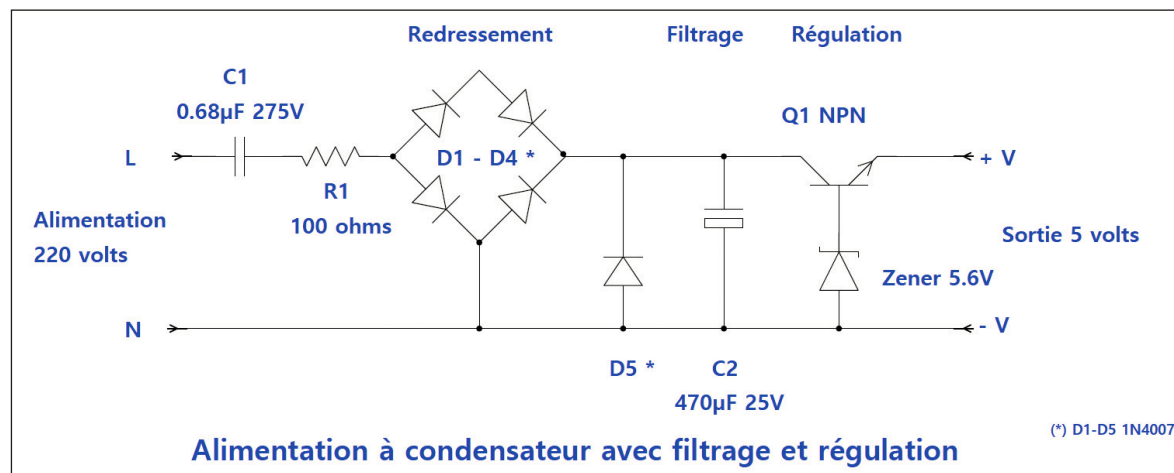 Redressement
Filtrage
Régulation
C1
0.68µF 275V
Q1 NPN
L
D1 - D4 *
+ V
R1
100 ohms
Alimentation
220 volts
Sortie 5 volts
Zener 5.6V
N
- V
D5 *
C2
470µF 25V
(*) D1-D5 1N4007
Alimentation à condensateur avec filtrage et régulation